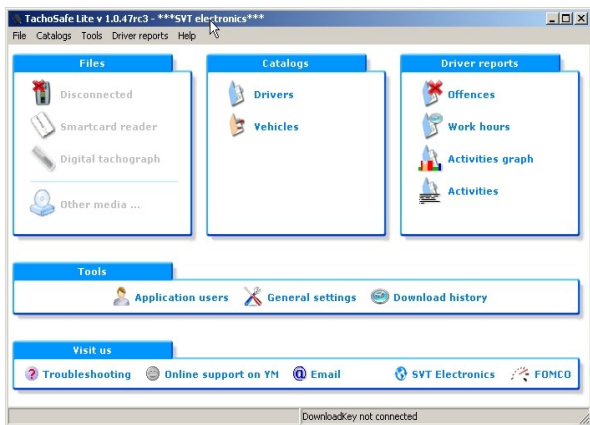 TachoSafe Lite v 1.0.47rc3 - ***SVT electronics***
File Catalogs Tools Driver reports Help
Files
Disconnected
Smartcard reader
Digital tachograph
Other media ...
Catalogs
Drivers
Vehicles
Driver reports
Offences
Work hours
Activities graph
Activities
Tools
Application users General settings Download history
Visit us
Troubleshooting Online support on YM Email SVT Electronics FOMCO
DownloadKey not connected